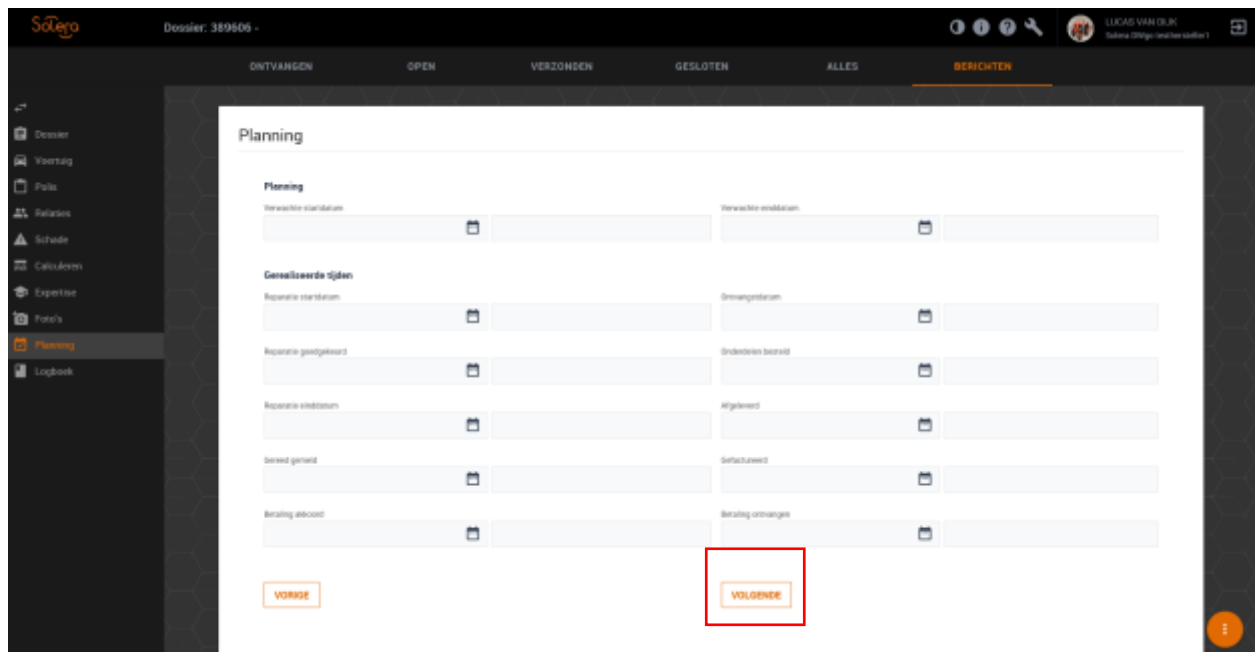 Solera
Dossier: 389606 -
LUCAS VAN DIJK
ONTVANGEN OPEN VERZONDEN GESLOTEN ALLES BERICHTEN
Dossier
Voertuig
Polis
Relaties
Schade
Calculeren
Expertise
Foto's
Planning
Logboek
Planning
Planning
Verwachte startdatum Verwachte einddatum
Gerealiseerde tijden
Reparatie startdatum Ontvangstdatum
Reparatie goedgekeurd Onderdelen besteld
Reparatie einddatum Afgeleverd
Gereed gemeld Gefactureerd
Betaling akkoord Betaling ontvangen
VORIGE VOLGENDE